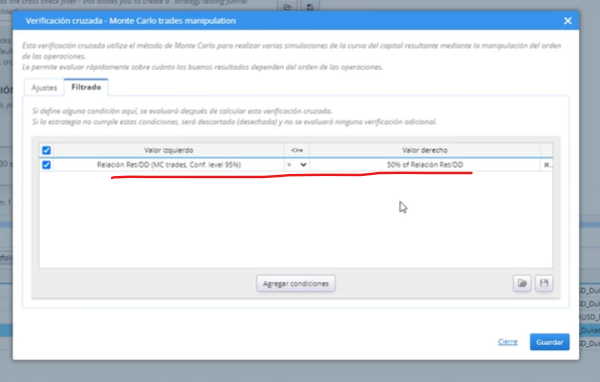 Verificación cruzada - Monte Carlo trades manipulation
Esta verificación cruzada utiliza el método de Monte Carlo para realizar varias simulaciones de la curva del capital resultante mediante la manipulación del orden
de las operaciones.
Le permite evaluar rápidamente sobre cuánto los buenos resultados dependen del orden de las operaciones.
Ajustes
Filtrado
Si define alguna condición aquí, se evaluará después de calcular esta verificación cruzada.
Si la estrategia no cumple estas condiciones, será descartada (desechada) y no se evaluará ninguna verificación adicional.
Valor izquierdo
Valor derecho
Relación Ret/DD (MC trades, Conf. level 95%)
>
50% of Relación Ret/DD
Agregar condiciones
Cierre
Guardar